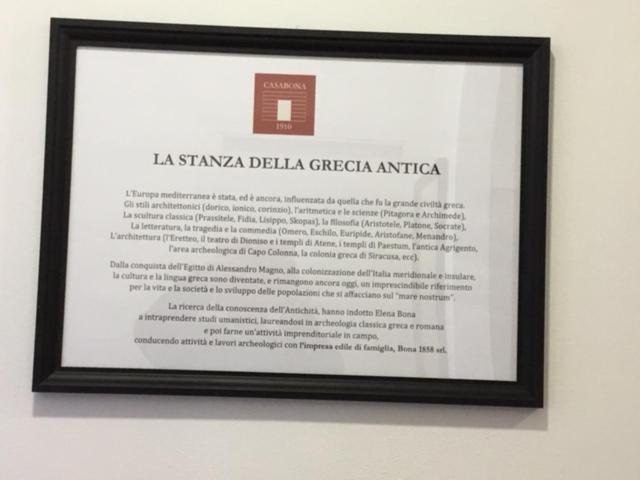 CASABONA
1910
LA STANZA DELLA GRECIA ANTICA
L'Europa mediterranea è stata, ed è ancora, influenzata da quella che fu la grande civiltà greca.
Gli stili architettonici (dorico, ionico, corinzio), l'aritmetica e le scienze (Pitagora e Archimede),
La scultura classica (Prassitele, Fidia, Lisippo, Skopas), la filosofia (Aristotele, Platone, Socrate),
La letteratura, la tragedia e la commedia (Omero, Eschilo, Euripide, Aristofane, Menandro),
L'architettura (l'Eretteo, il teatro di Dioniso e i templi di Atene, i templi di Paestum, l'antica Agrigento,
l'area archeologica di Capo Colonna, la colonia greca di Siracusa, ecc).
Dalla conquista dell'Egitto di Alessandro Magno, alla colonizzazione dell'Italia meridionale e insulare,
la cultura e la lingua greca sono diventate, e rimangono ancora oggi, un imprescindibile riferimento
per la vita e la società e lo sviluppo delle popolazioni che si affacciano sul "mare nostrum".
La ricerca della conoscenza dell'Antichità, hanno indotto Elena Bona
a intraprendere studi umanistici, laureandosi in archeologia classica greca e romana
e poi farne un'attività imprenditoriale in campo,
conducendo attività e lavori archeologici con l'impresa edile di famiglia, Bona 1858 srl.